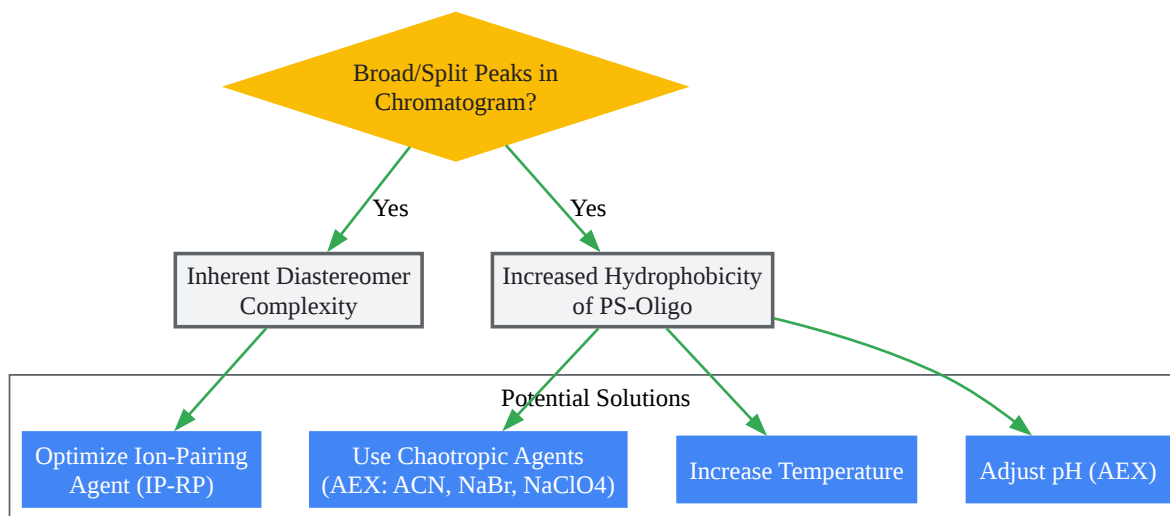 Broad/Split Peaks in
Chromatogram?
Yes
Yes
Inherent Diastereomer
Complexity
Increased Hydrophobicity
of PS-Oligo
Potential Solutions
Optimize Ion-Pairing
Agent (IP-RP)
Use Chaotropic Agents
(AEX: ACN, NaBr, NaClO4)
Increase Temperature
Adjust pH (AEX)